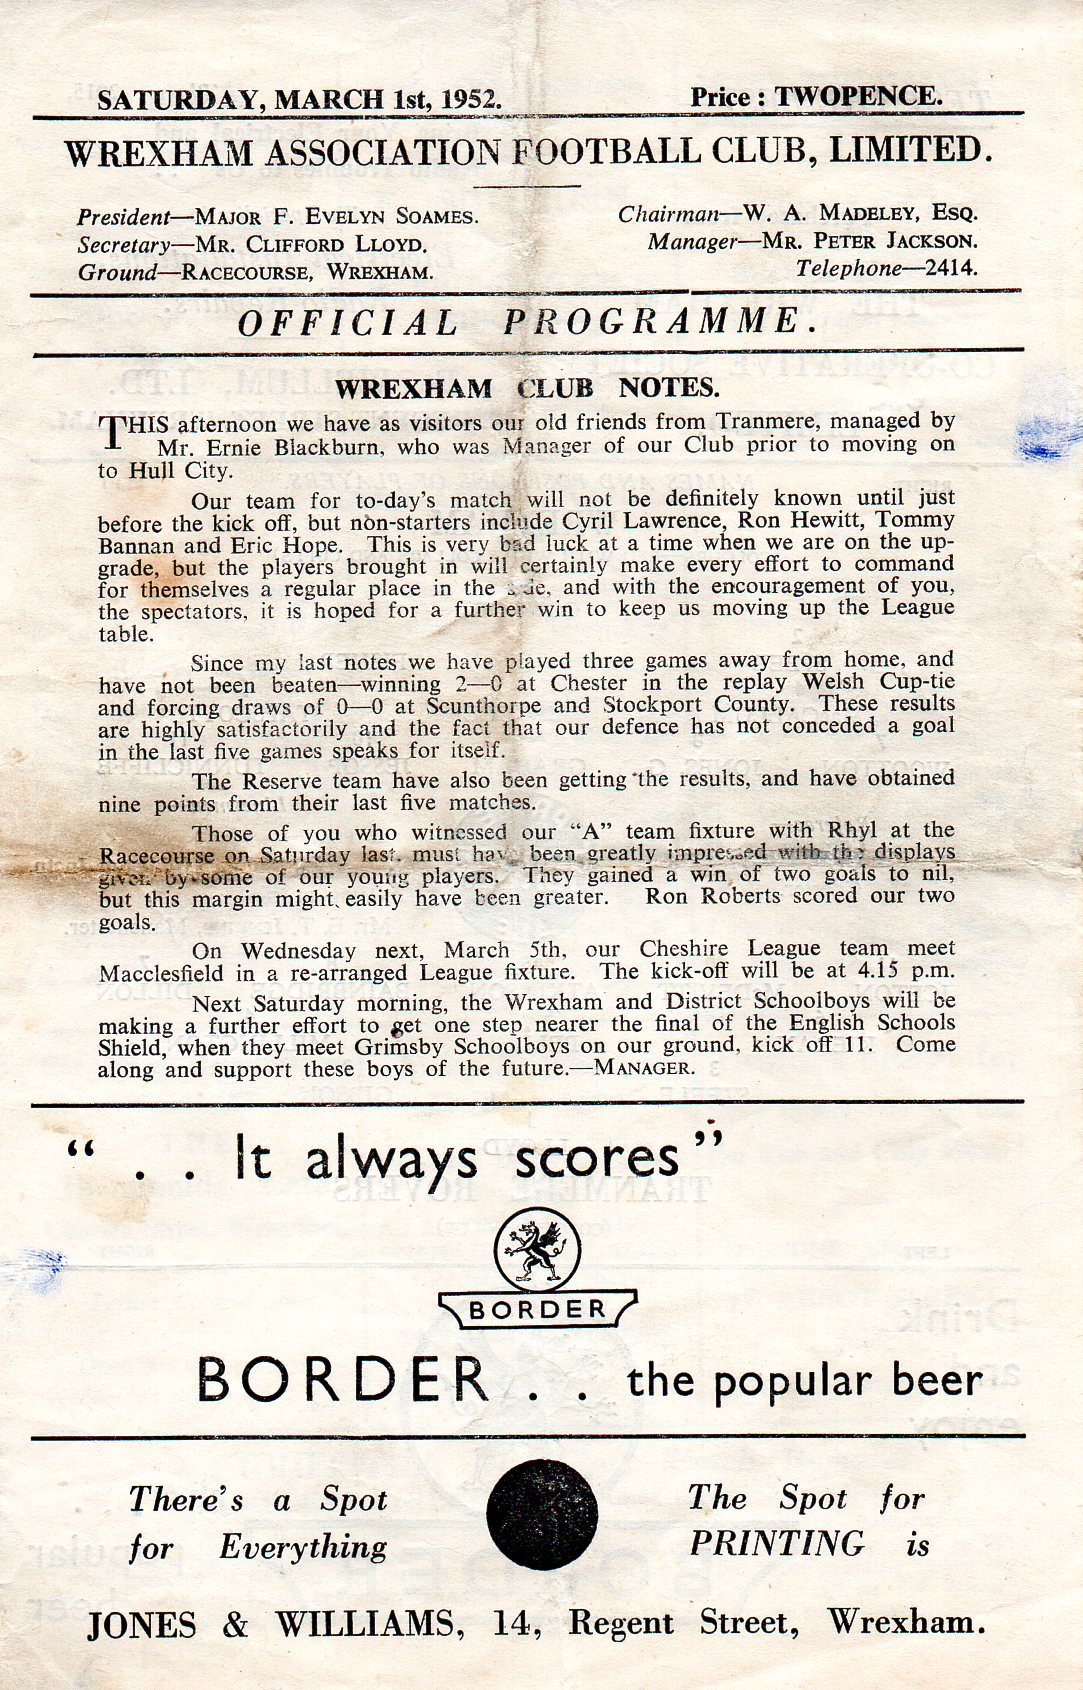 SATURDAY, MARCH 1st, 1952.
Price : TWOPENCE.
WREXHAM ASSOCIATION FOOTBALL CLUB, LIMITED.
President—MAJOR F. EVELYN SOAMES.
Secretary—MR. CLIFFORD LLOYD.
Ground—RACECOURSE, WREXHAM.
Chairman—W. A. MADELEY, ESQ.
Manager—MR. PETER JACKSON.
Telephone—2414.
OFFICIAL PROGRAMME.
WREXHAM CLUB NOTES.
THIS afternoon we have as visitors our old friends from Tranmere, managed by
Mr. Ernie Blackburn, who was Manager of our Club prior to moving on
to Hull City.
Our team for to-day's match will not be definitely known until just
before the kick off, but non-starters include Cyril Lawrence, Ron Hewitt, Tommy
Bannan and Eric Hope. This is very bad luck at a time when we are on the up-
grade, but the players brought in will certainly make every effort to command
for themselves a regular place in the side, and with the encouragement of you,
the spectators, it is hoped for a further win to keep us moving up the League
table.
Since my last notes we have played three games away from home, and
have not been beaten—winning 2—0 at Chester in the replay Welsh Cup-tie
and forcing draws of 0—0 at Scunthorpe and Stockport County. These results
are highly satisfactorily and the fact that our defence has not conceded a goal
in the last five games speaks for itself.
The Reserve team have also been getting the results, and have obtained
nine points from their last five matches.
Those of you who witnessed our "A" team fixture with Rhyl at the
Racecourse on Saturday last. must have been greatly impressed with the displays
given by some of our young players. They gained a win of two goals to nil,
but this margin might easily have been greater. Ron Roberts scored our two
goals.
On Wednesday next, March 5th, our Cheshire League team meet
Macclesfield in a re-arranged League fixture. The kick-off will be at 4.15 p.m.
Next Saturday morning, the Wrexham and District Schoolboys will be
making a further effort to get one step nearer the final of the English Schools
Shield, when they meet Grimsby Schoolboys on our ground, kick off 11. Come
along and support these boys of the future.—MANAGER.
" . . It always scores "
BORDER
BORDER . . the popular beer
There's a Spot
for Everything
The Spot for
PRINTING is
JONES & WILLIAMS, 14, Regent Street, Wrexham.